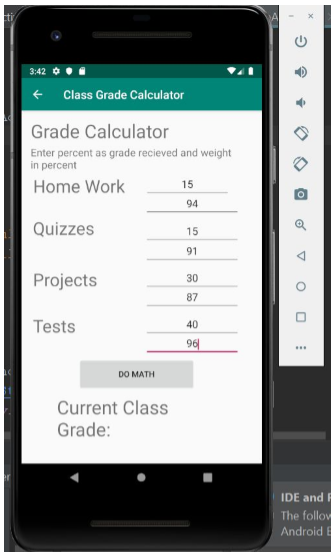 3:42
Class Grade Calculator
Grade Calculator
Enter percent as grade recieved and weight
in percent
Home Work
15
94
Quizzes
15
91
Projects
30
87
Tests
40
96
DO MATH
Current Class
Grade:
IDE and
The follow
Android E